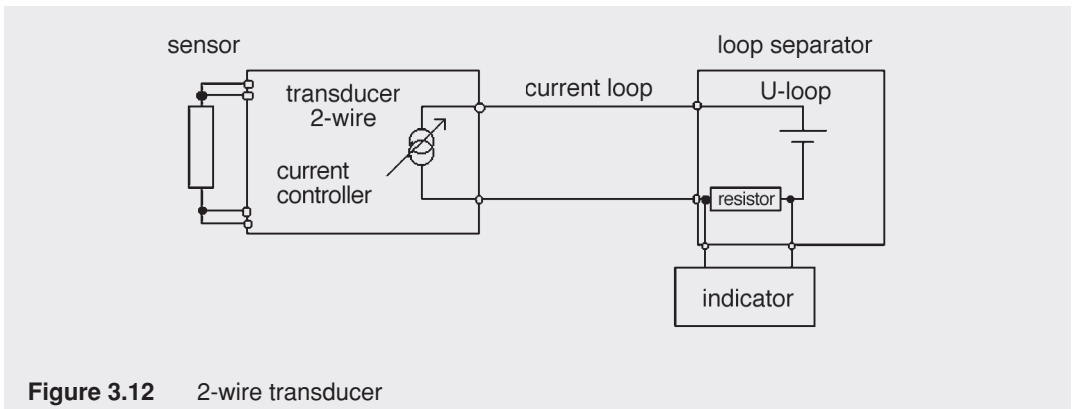 sensor
loop separator
transducer
2-wire
current loop
U-loop
current
controller
resistor
indicator
Figure 3.12 2-wire transducer